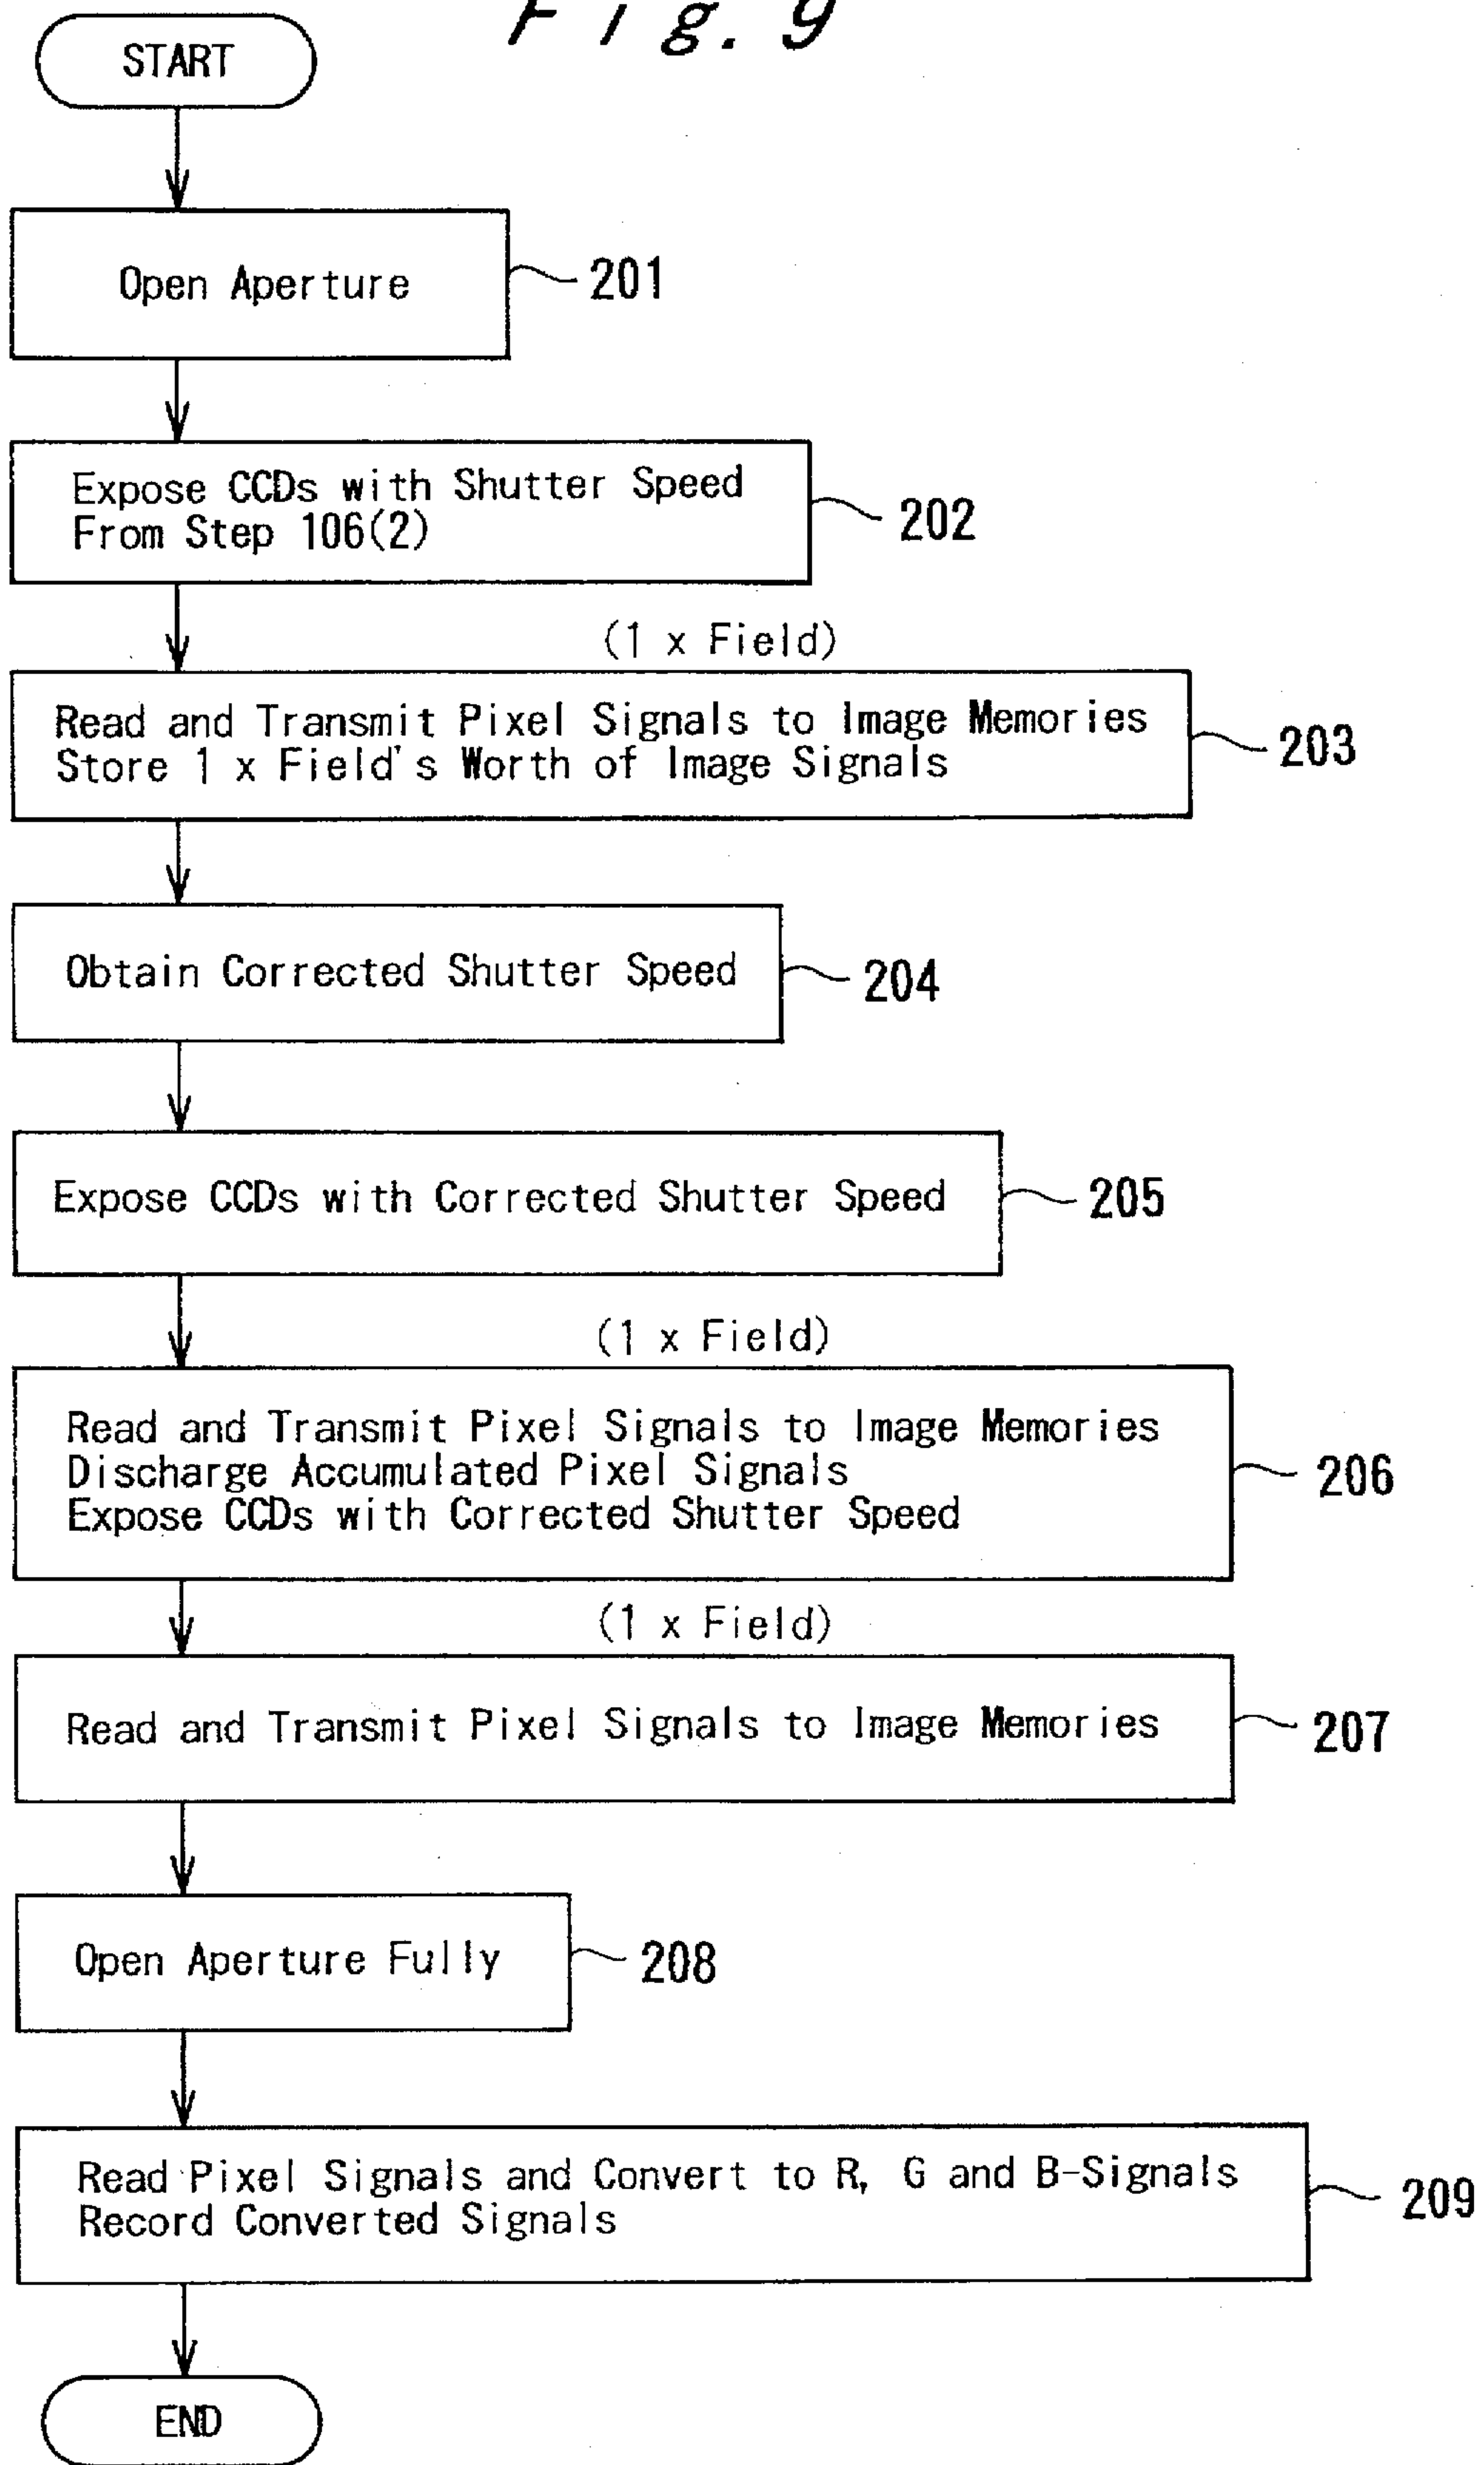 Fig. 9
START
Open Aperture
201
Expose CCDs with Shutter Speed
From Step 106(2)
202
(1 x Field)
Read and Transmit Pixel Signals to Image Memories
Store 1 x Field's Worth of Image Signals
203
Obtain Corrected Shutter Speed
204
Expose CCDs with Corrected Shutter Speed
205
(1 x Field)
Read and Transmit Pixel Signals to Image Memories
Discharge Accumulated Pixel Signals
Expose CCDs with Corrected Shutter Speed
206
(1 x Field)
Read and Transmit Pixel Signals to Image Memories
207
Open Aperture Fully
208
Read Pixel Signals and Convert to R, G and B-Signals
Record Converted Signals
209
END